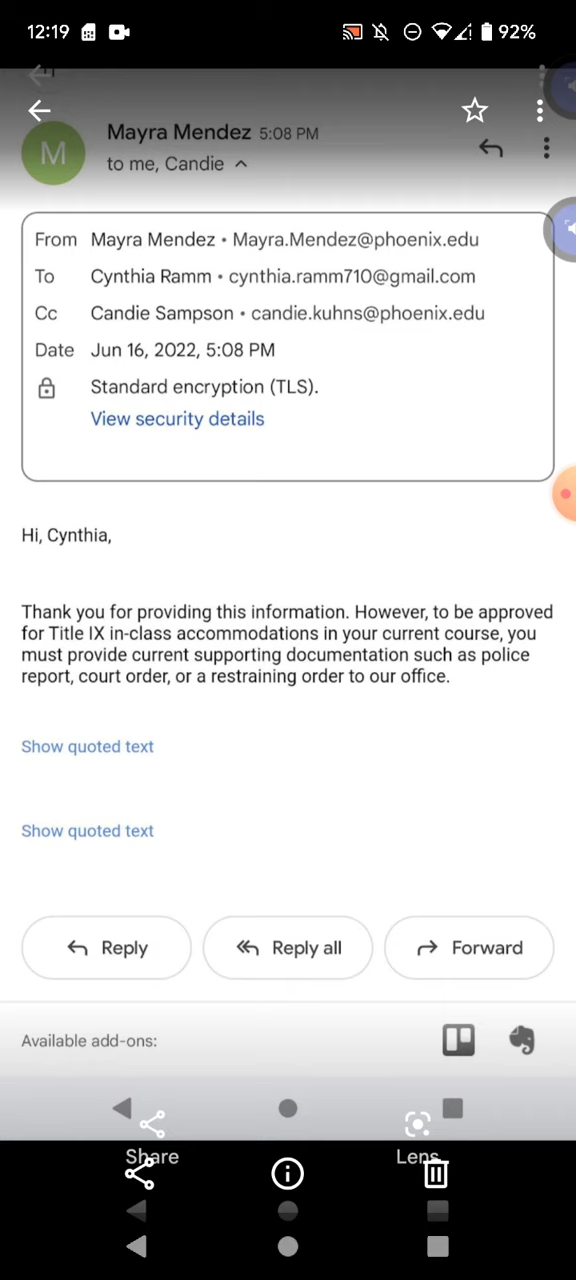 12:19 92%
Mayra Mendez 5:08 PM
M
to me, Candie
From Mayra Mendez • Mayra.Mendez@phoenix.edu
To Cynthia Ramm • cynthia.ramm710@gmail.com
Cc Candie Sampson • candie.kuhns@phoenix.edu
Date Jun 16, 2022, 5:08 PM
Standard encryption (TLS).
View security details
Hi, Cynthia,
Thank you for providing this information. However, to be approved
for Title IX in-class accommodations in your current course, you
must provide current supporting documentation such as police
report, court order, or a restraining order to our office.
Show quoted text
Show quoted text
Reply Reply all Forward
Available add-ons:
Share Lens